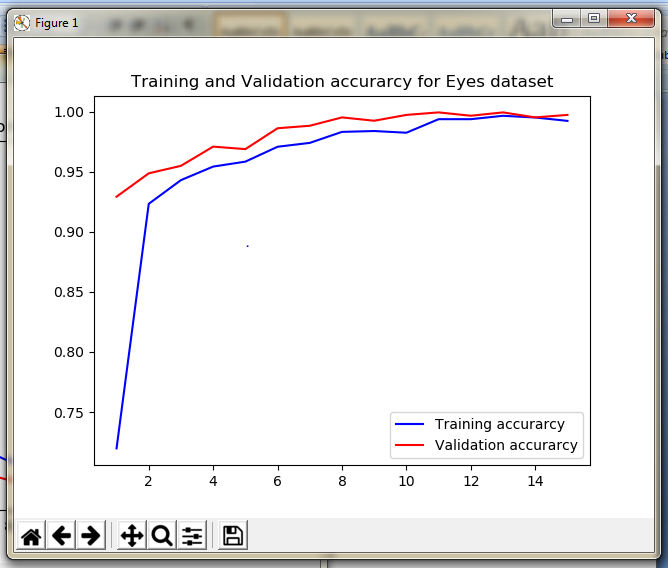 Figure 1
Training and Validation accurarcy for Eyes dataset
1.00
0.95
0.90
0.85
0.80
0.75
2 4 6 8 10 12 14
Training accurarcy
Validation accurarcy